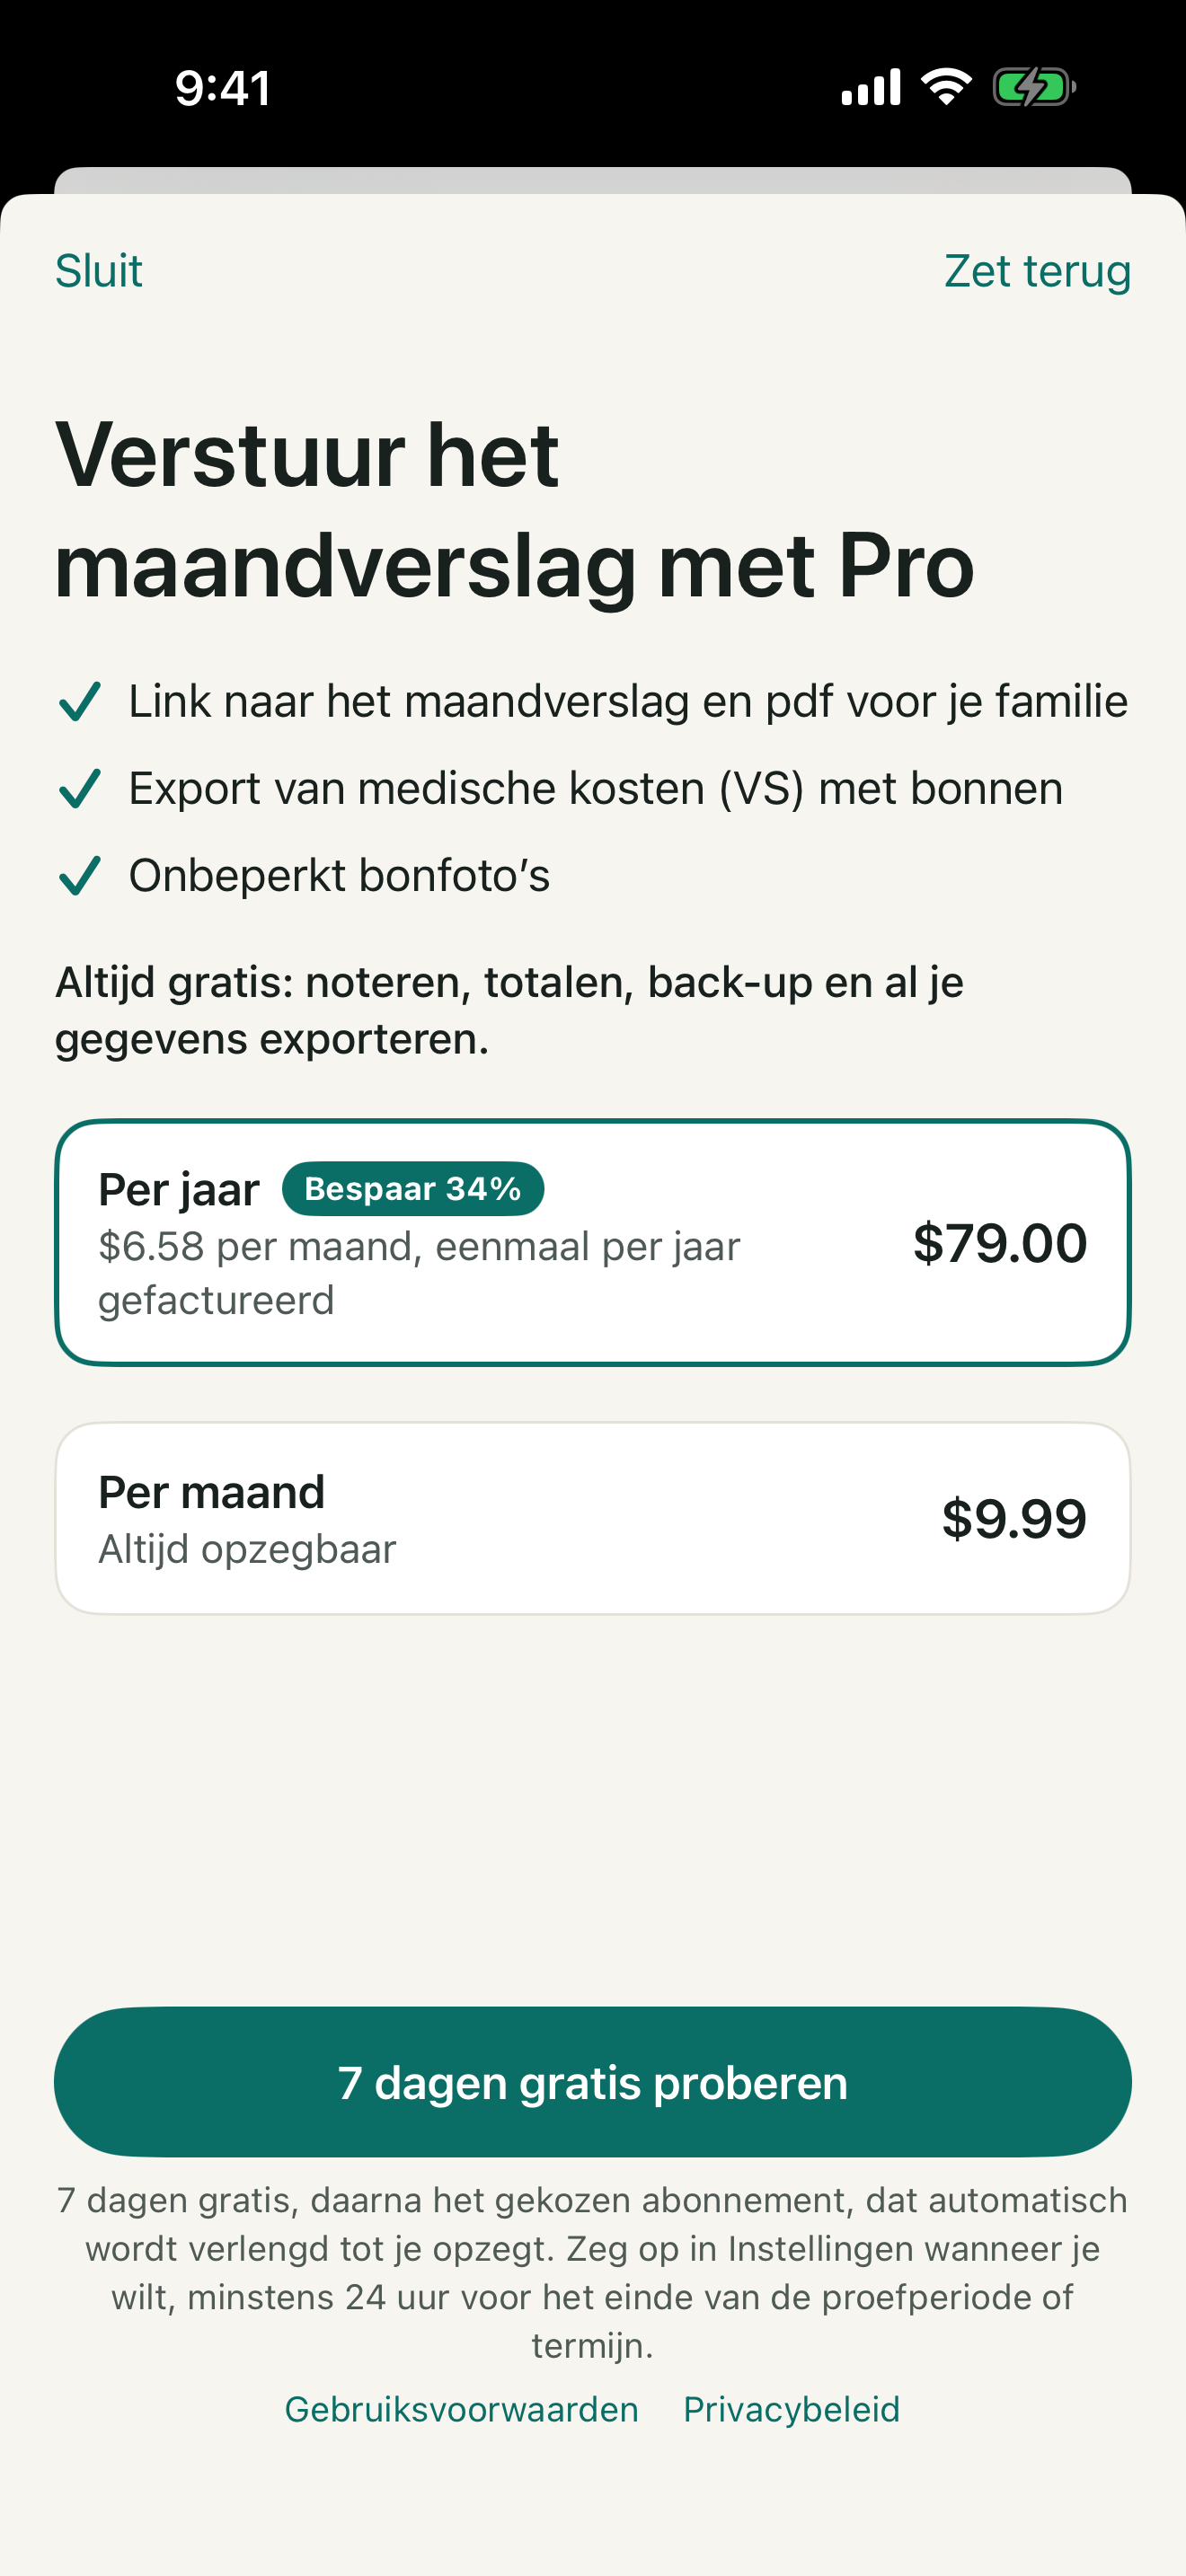 9:41
Sluit
Zet terug
Verstuur het
maandverslag met Pro
Link naar het maandverslag en pdf voor je familie
Export van medische kosten (VS) met bonnen
Onbeperkt bonfoto’s
Altijd gratis: noteren, totalen, back-up en al je
gegevens exporteren.
Per jaar
Bespaar 34%
$6.58 per maand, eenmaal per jaar
gefactureerd
$79.00
Per maand
Altijd opzegbaar
$9.99
7 dagen gratis proberen
7 dagen gratis, daarna het gekozen abonnement, dat automatisch
wordt verlengd tot je opzegt. Zeg op in Instellingen wanneer je
wilt, minstens 24 uur voor het einde van de proefperiode of
termijn.
Gebruiksvoorwaarden
Privacybeleid